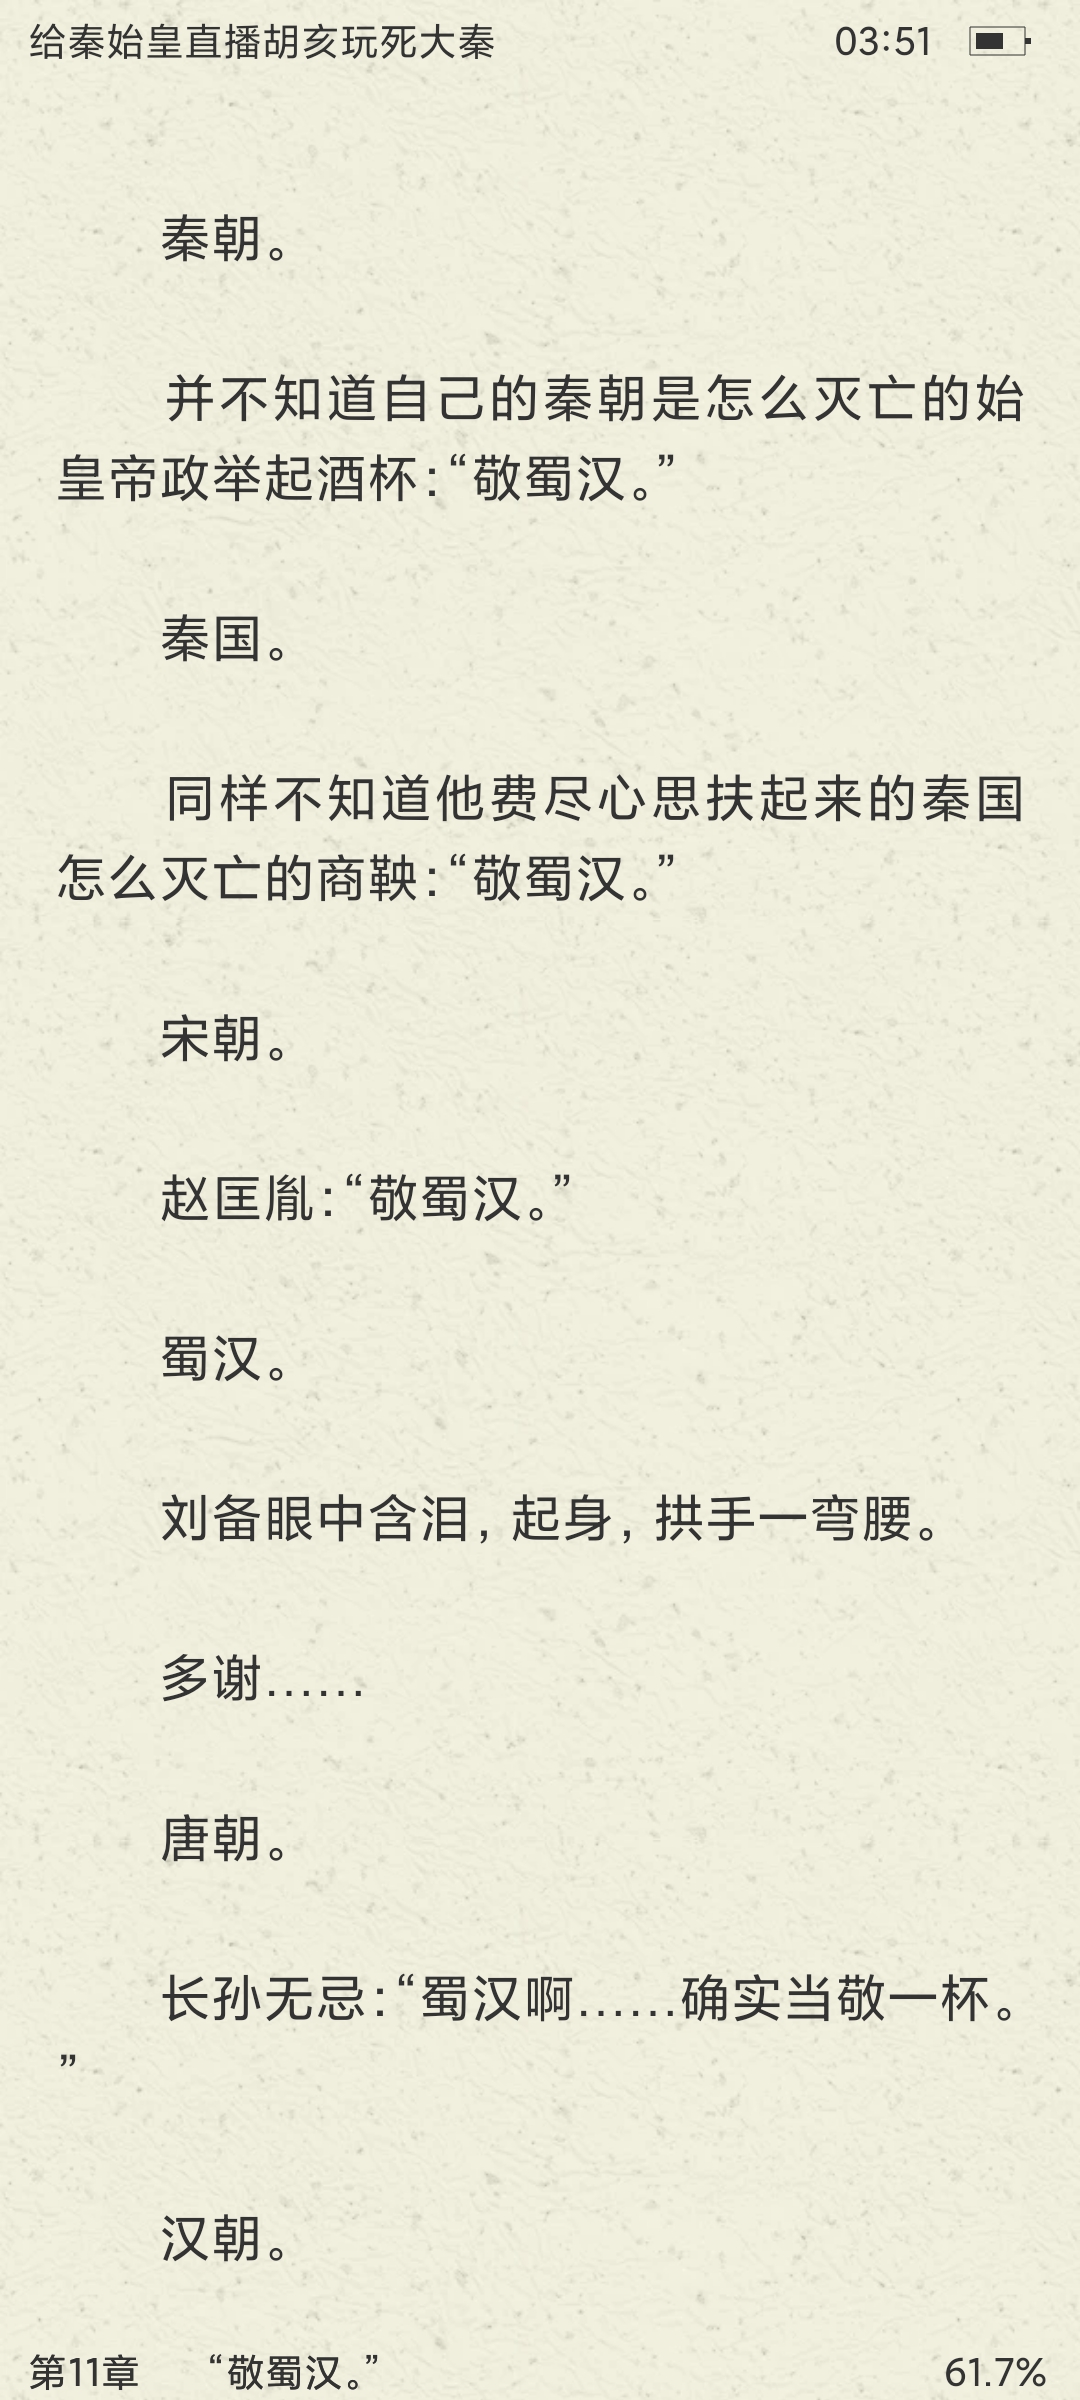 给秦始皇直播胡亥玩死大秦 03:51
秦朝。
并不知道自己的秦朝是怎么灭亡的始
皇帝政举起酒杯：“敬蜀汉。”
秦国。
同样不知道他费尽心思扶起来的秦国
怎么灭亡的商鞅：“敬蜀汉。”
宋朝。
赵匡胤：“敬蜀汉。”
蜀汉。
刘备眼中含泪，起身，拱手一弯腰。
多谢……
唐朝。
长孙无忌：“蜀汉啊……确实当敬一杯。
”
汉朝。
第11章 “敬蜀汉。” 61.7%